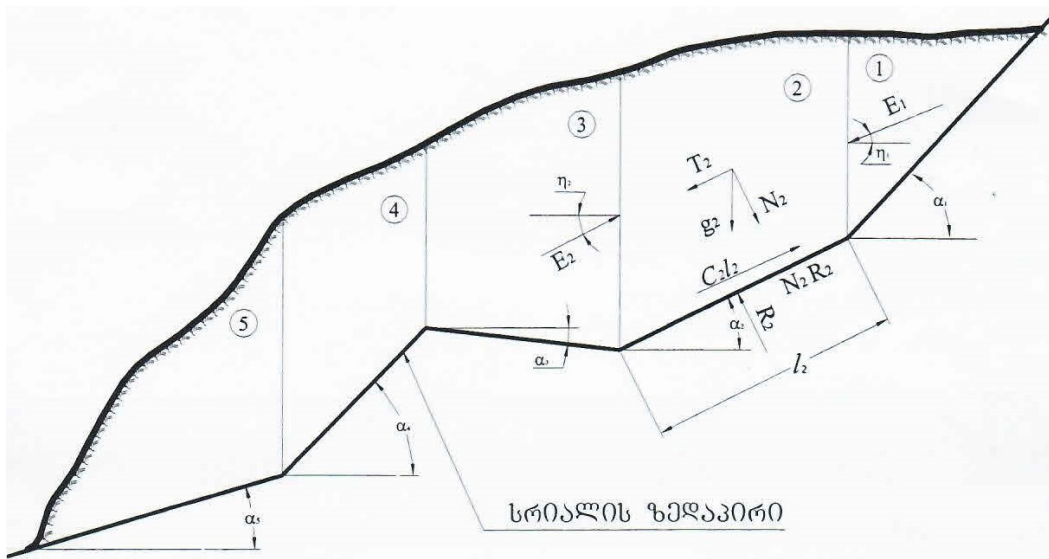 1
E₁
2
3
η₁
T₂
η₂
4
N₂
g₂
α₁
E₂
C₂l₂
N₂R₂
5
α₂
R₂
α₃
l₂
α₄
α₅
სრიალის ზედაპირი